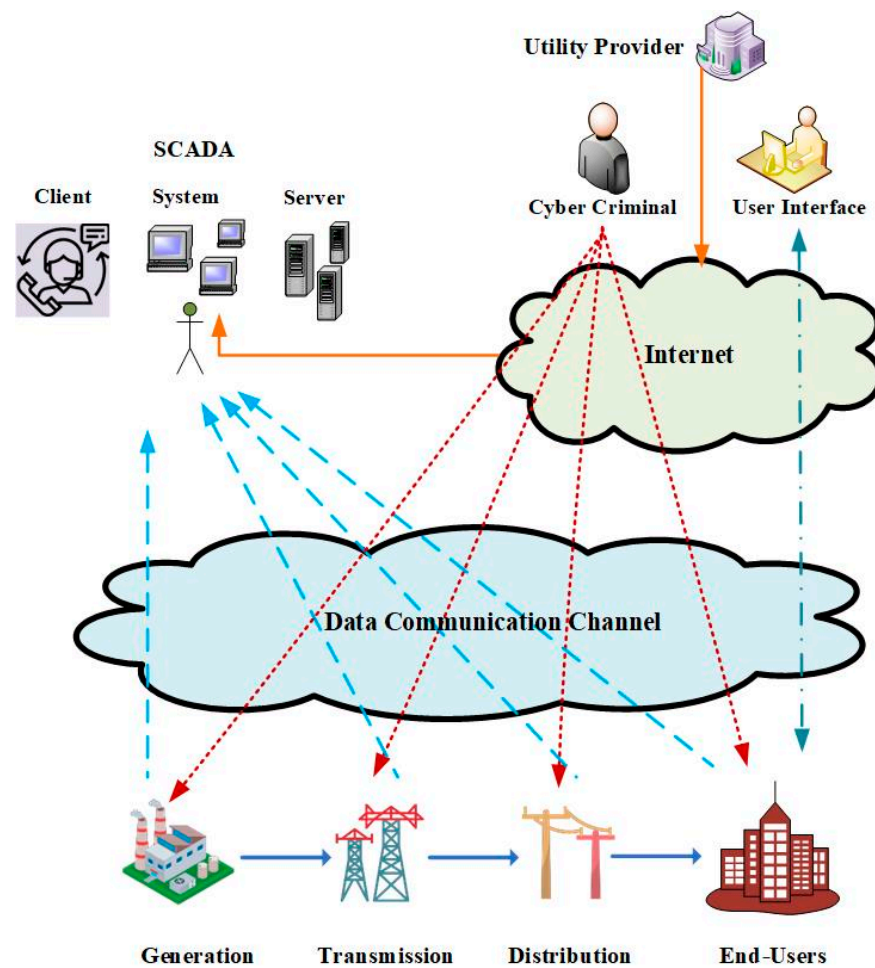 Utility Provider
SCADA
Client
System
Server
Cyber Criminal
User Interface
Internet
Data Communication Channel
Generation
Transmission
Distribution
End-Users